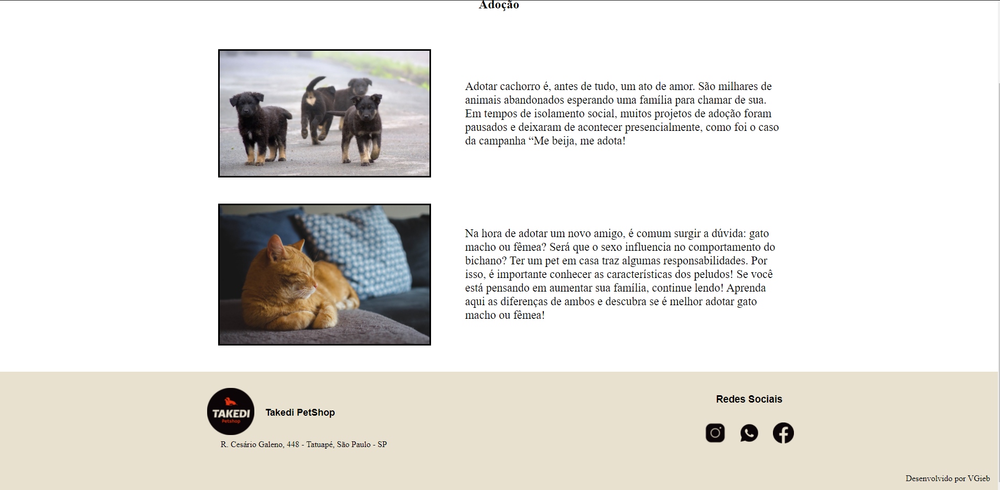 Adoção
Adotar cachorro é, antes de tudo, um ato de amor. São milhares de
animais abandonados esperando uma família para chamar de sua.
Em tempos de isolamento social, muitos projetos de adoção foram
pausados e deixaram de acontecer presencialmente, como foi o caso
da campanha “Me beija, me adota!
Na hora de adotar um novo amigo, é comum surgir a dúvida: gato
macho ou fêmea? Será que o sexo influencia no comportamento do
bichano? Ter um pet em casa traz algumas responsabilidades. Por
isso, é importante conhecer as características dos peludos! Se você
está pensando em aumentar sua família, continue lendo! Aprenda
aqui as diferenças de ambos e descubra se é melhor adotar gato
macho ou fêmea!
TAKEDI
Petshop
Takedi PetShop
R. Cesário Galeno, 448 - Tatuapé, São Paulo - SP
Redes Sociais
Desenvolvido por VGieb